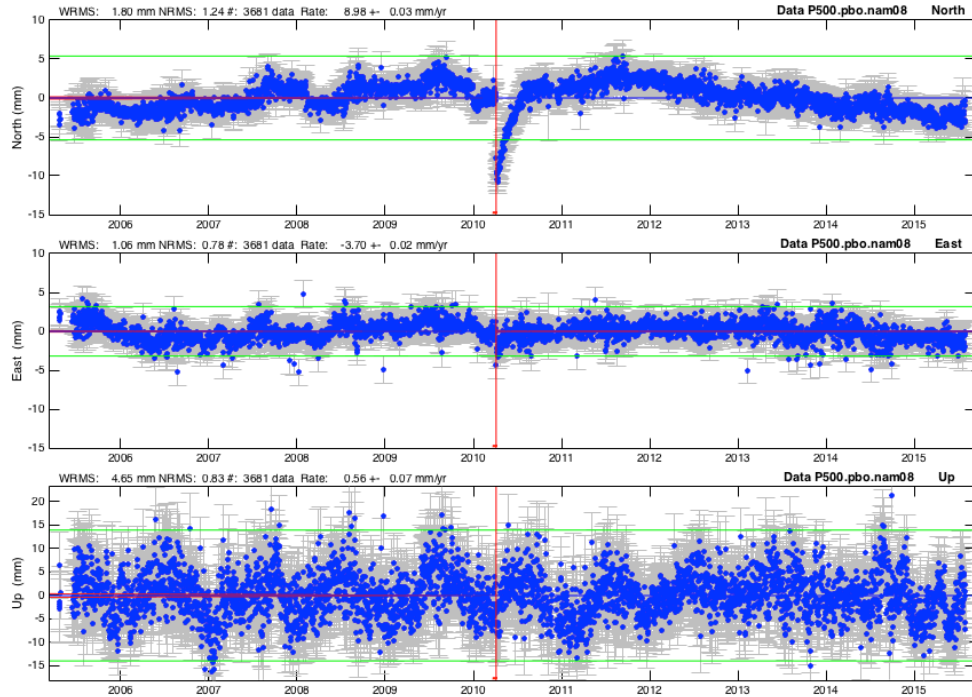 WRMS: 1.80 mm NRMS: 1.24 #: 3681 data Rate: 8.98 +- 0.03 mm/yr Data P500.pbo.nam08 North
10
5
0
-5
-10
-15
North (mm)
2006 2007 2008 2009 2010 2011 2012 2013 2014 2015
WRMS: 1.06 mm NRMS: 0.78 #: 3681 data Rate: -3.70 +- 0.02 mm/yr Data P500.pbo.nam08 East
10
5
0
-5
-10
-15
East (mm)
2006 2007 2008 2009 2010 2011 2012 2013 2014 2015
WRMS: 4.65 mm NRMS: 0.83 #: 3681 data Rate: 0.56 +- 0.07 mm/yr Data P500.pbo.nam08 Up
20
15
10
5
0
-5
-10
-15
Up (mm)
2006 2007 2008 2009 2010 2011 2012 2013 2014 2015